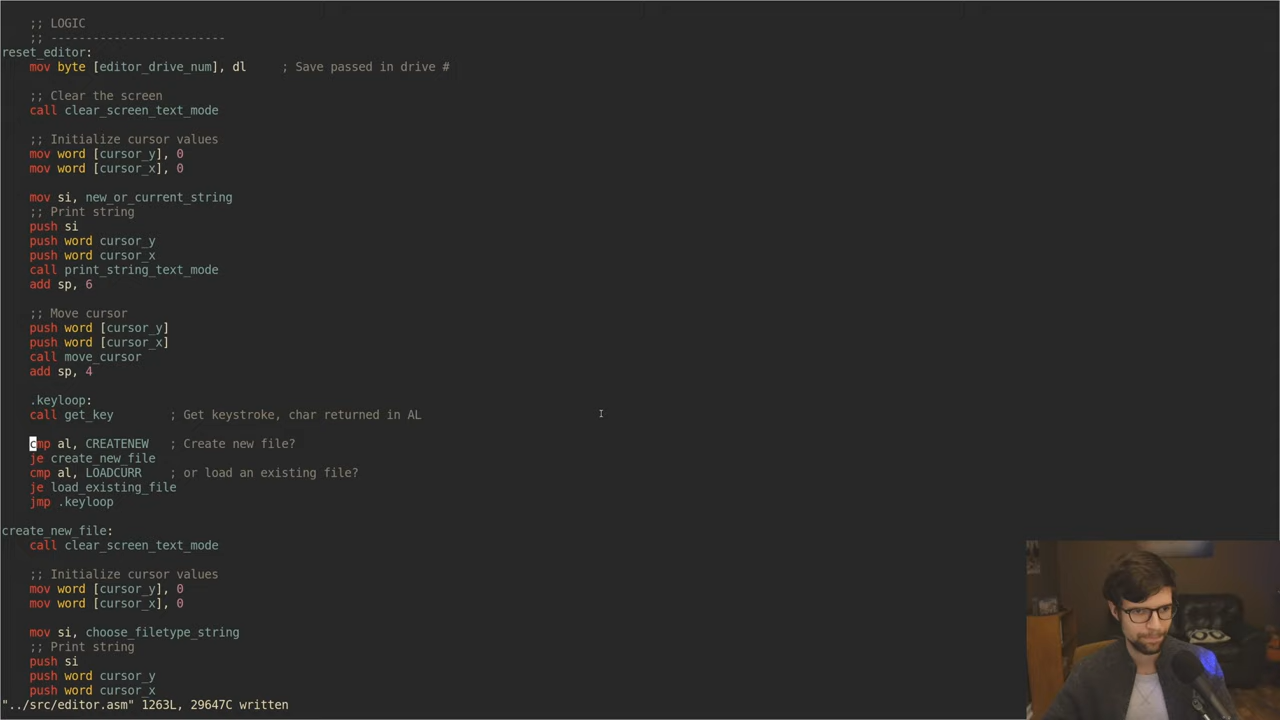 ;; LOGIC
;; -------------------------
reset_editor:
mov byte [editor_drive_num], dl     ; Save passed in drive #
;; Clear the screen
call clear_screen_text_mode
;; Initialize cursor values
mov word [cursor_y], 0
mov word [cursor_x], 0
mov si, new_or_current_string
;; Print string
push si
push word cursor_y
push word cursor_x
call print_string_text_mode
add sp, 6
;; Move cursor
push word [cursor_y]
push word [cursor_x]
call move_cursor
add sp, 4
.keyloop:
call get_key        ; Get keystroke, char returned in AL
cmp al, CREATENEW   ; Create new file?
je create_new_file
cmp al, LOADCURR    ; or load an existing file?
je load_existing_file
jmp .keyloop
create_new_file:
call clear_screen_text_mode
;; Initialize cursor values
mov word [cursor_y], 0
mov word [cursor_x], 0
mov si, choose_filetype_string
;; Print string
push si
push word cursor_y
push word cursor_x
"../src/editor.asm" 1263L, 29647C written